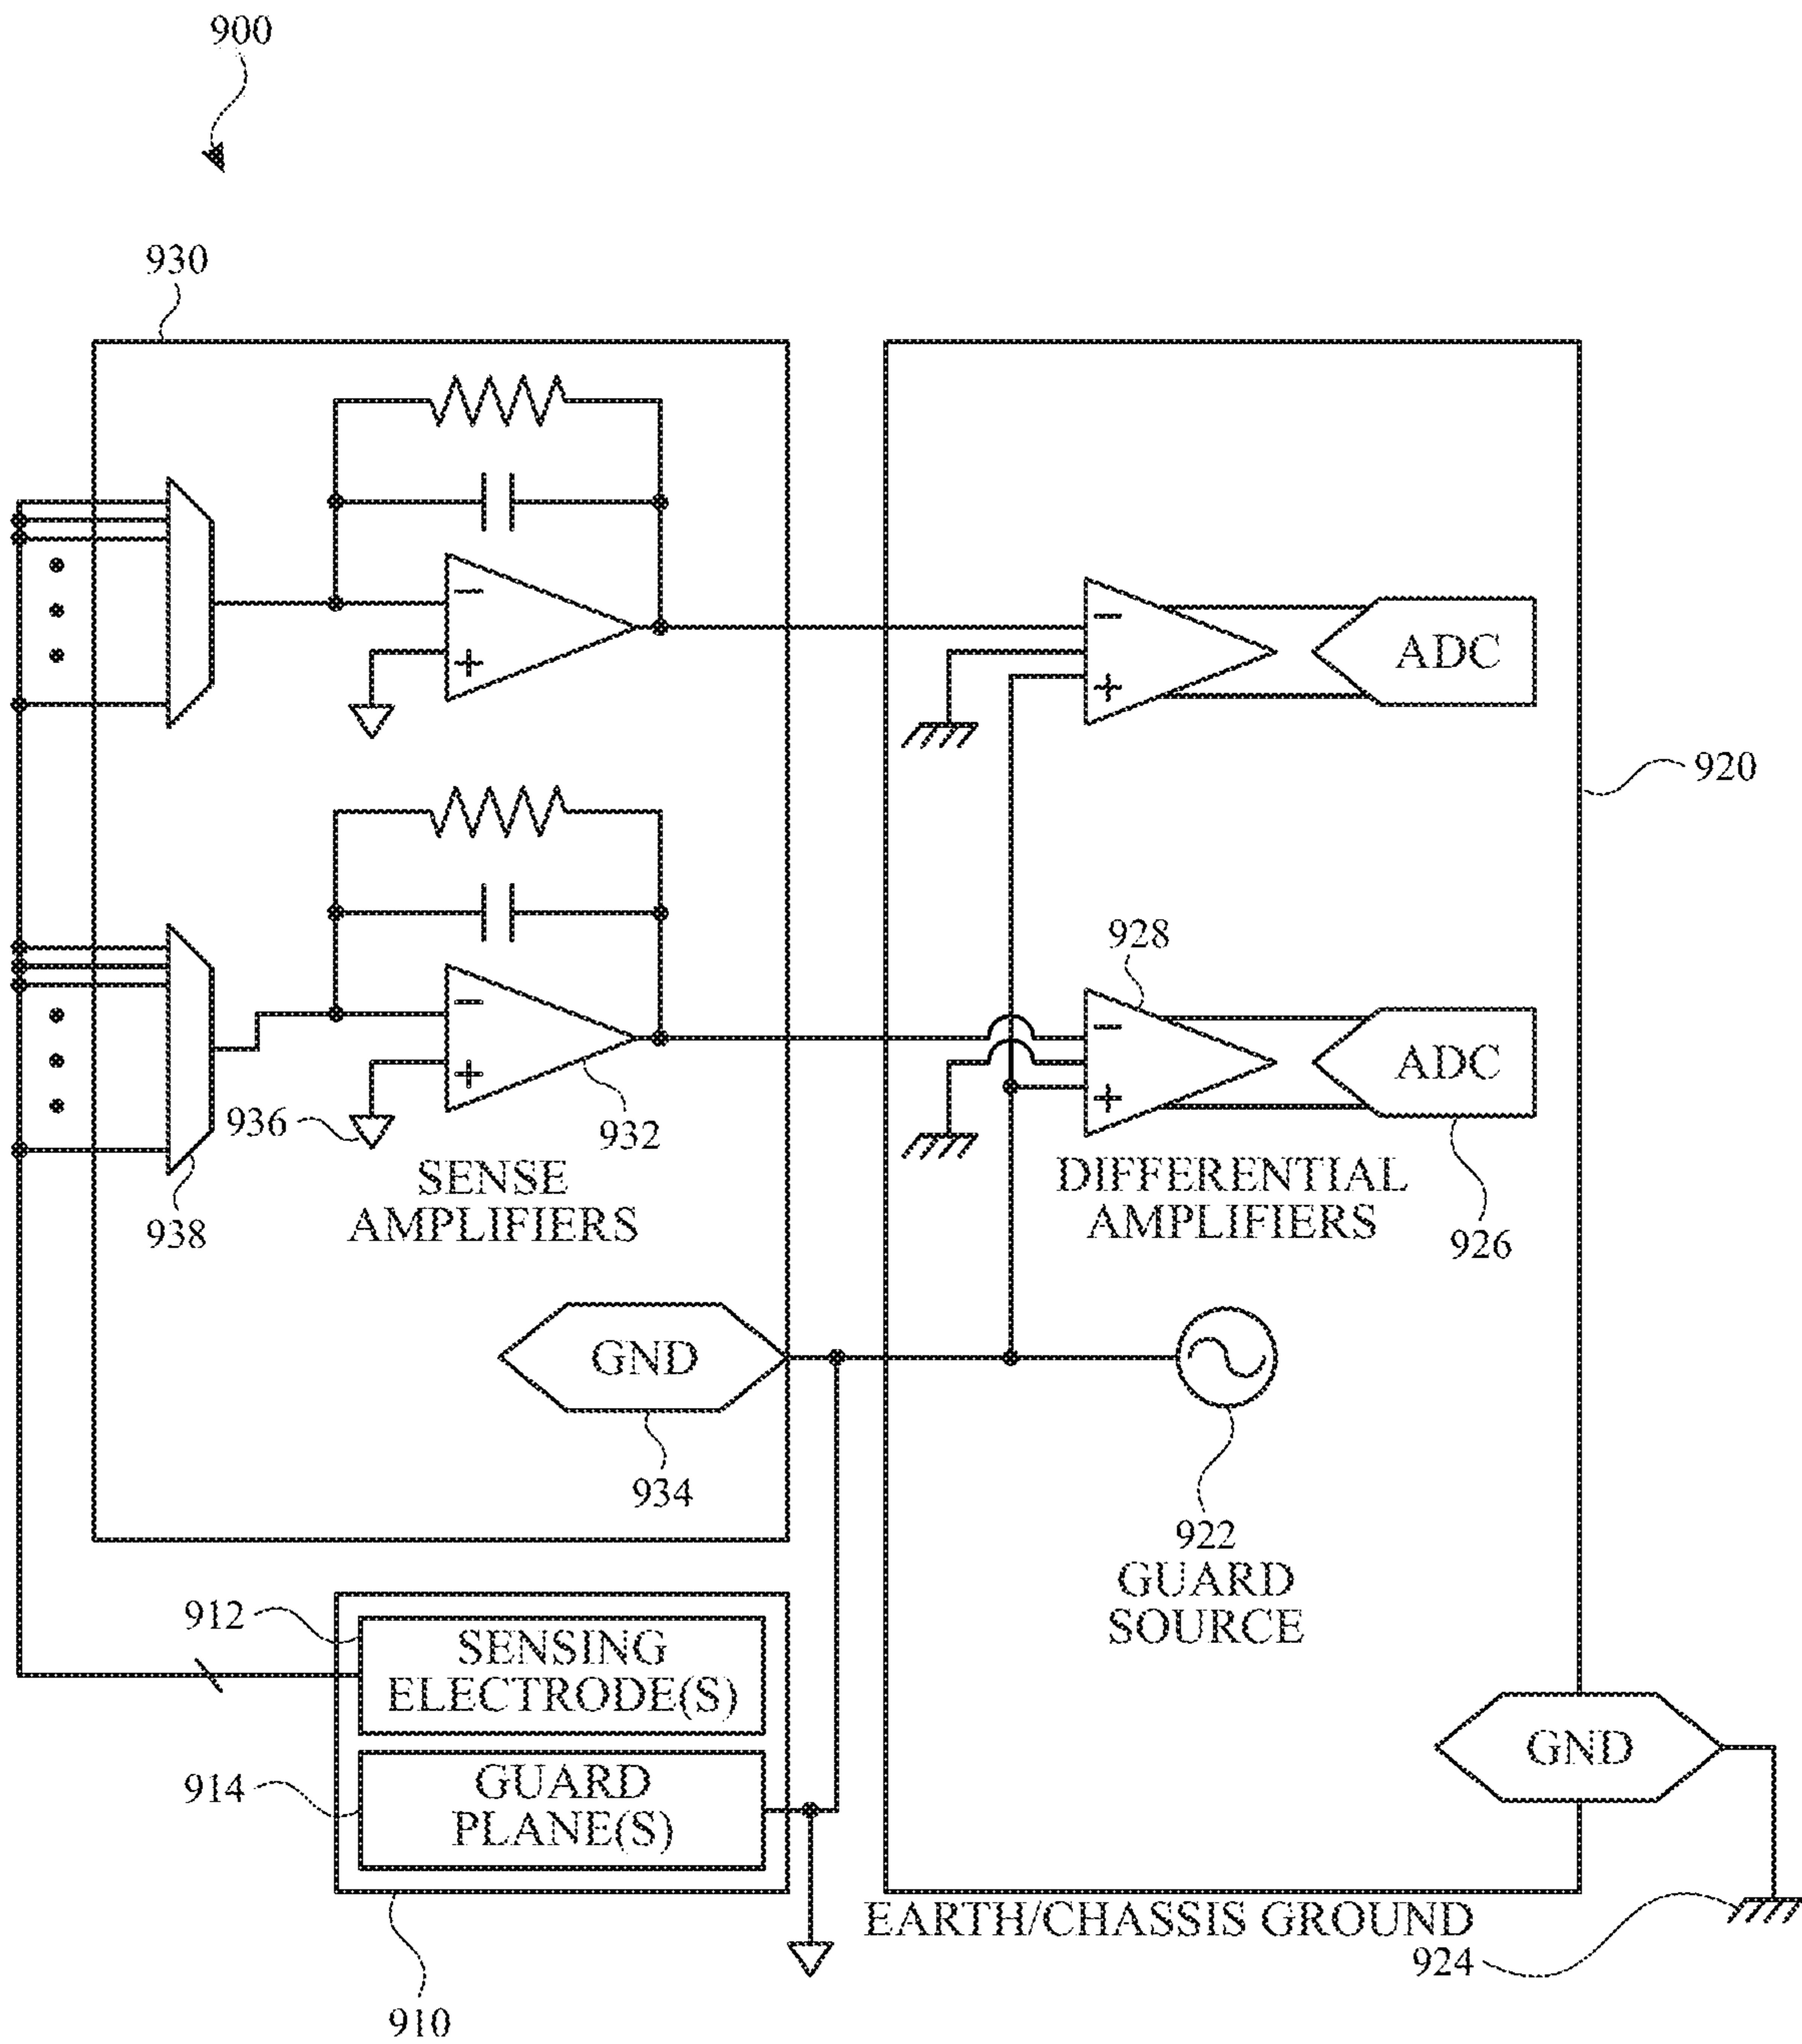 900
930
−
+
−
+
ADC
920
928
−
+
−
+
ADC
936
932
SENSE
AMPLIFIERS
DIFFERENTIAL
AMPLIFIERS
938
926
GND
934
922
GUARD
SOURCE
912
SENSING
ELECTRODE(S)
914
GUARD
PLANE(S)
GND
EARTH/CHASSIS GROUND
924
910